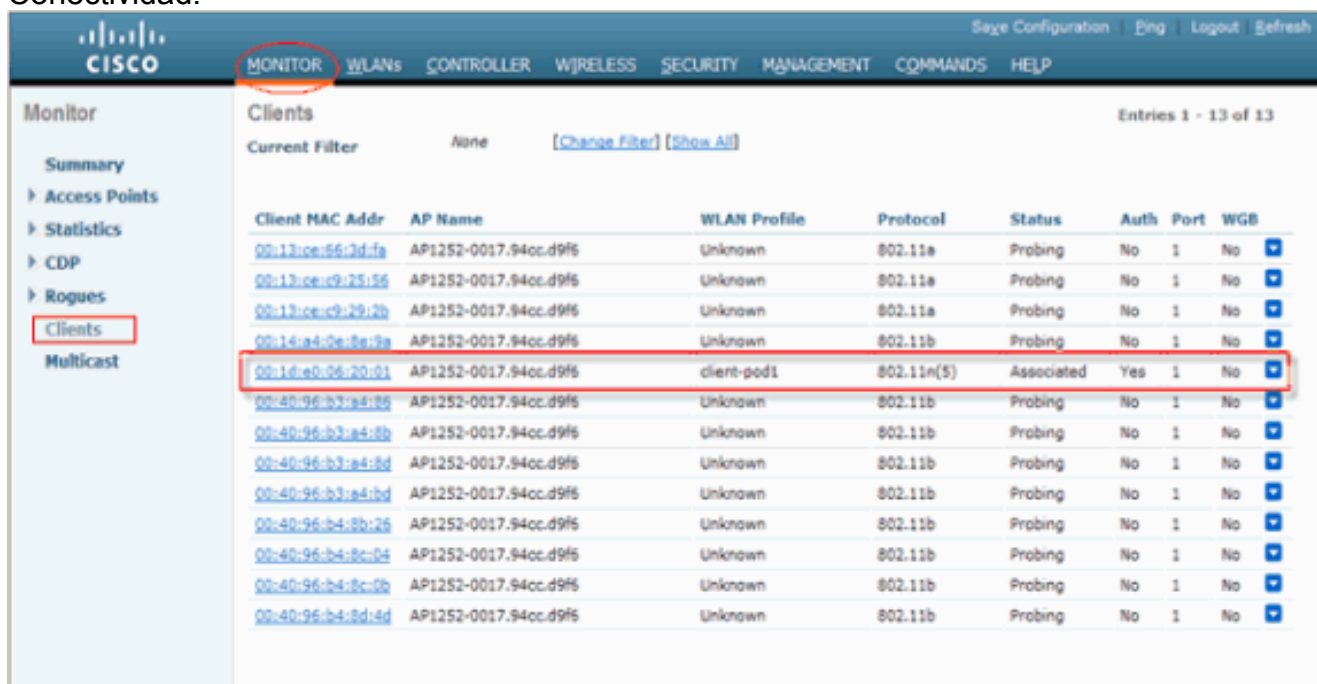 Conectividad.
Save Configuration | Ping | Logout | Refresh
CISCO
MONITOR WLANs CONTROLLER WIRELESS SECURITY MANAGEMENT COMMANDS HELP
Monitor
Summary
Access Points
Statistics
CDP
Rogues
Clients
Multicast
Clients
Entries 1 - 13 of 13
Current Filter None [Change Filter] [Show All]
Client MAC Addr AP Name WLAN Profile Protocol Status Auth Port WGB
00:13:ce:66:3d:fa AP1252-0017.94cc.d9f6 Unknown 802.11a Probing No 1 No
00:13:ce:c9:25:56 AP1252-0017.94cc.d9f6 Unknown 802.11a Probing No 1 No
00:13:ce:c9:29:2b AP1252-0017.94cc.d9f6 Unknown 802.11a Probing No 1 No
00:14:a4:0e:8e:9a AP1252-0017.94cc.d9f6 Unknown 802.11b Probing No 1 No
00:1d:e0:06:20:01 AP1252-0017.94cc.d9f6 client-pod1 802.11n(5) Associated Yes 1 No
00:40:96:b3:a4:86 AP1252-0017.94cc.d9f6 Unknown 802.11b Probing No 1 No
00:40:96:b3:a4:8b AP1252-0017.94cc.d9f6 Unknown 802.11b Probing No 1 No
00:40:96:b3:a4:8d AP1252-0017.94cc.d9f6 Unknown 802.11b Probing No 1 No
00:40:96:b3:a4:bd AP1252-0017.94cc.d9f6 Unknown 802.11b Probing No 1 No
00:40:96:b4:8b:26 AP1252-0017.94cc.d9f6 Unknown 802.11b Probing No 1 No
00:40:96:b4:8c:04 AP1252-0017.94cc.d9f6 Unknown 802.11b Probing No 1 No
00:40:96:b4:8c:0b AP1252-0017.94cc.d9f6 Unknown 802.11b Probing No 1 No
00:40:96:b4:8d:4d AP1252-0017.94cc.d9f6 Unknown 802.11b Probing No 1 No